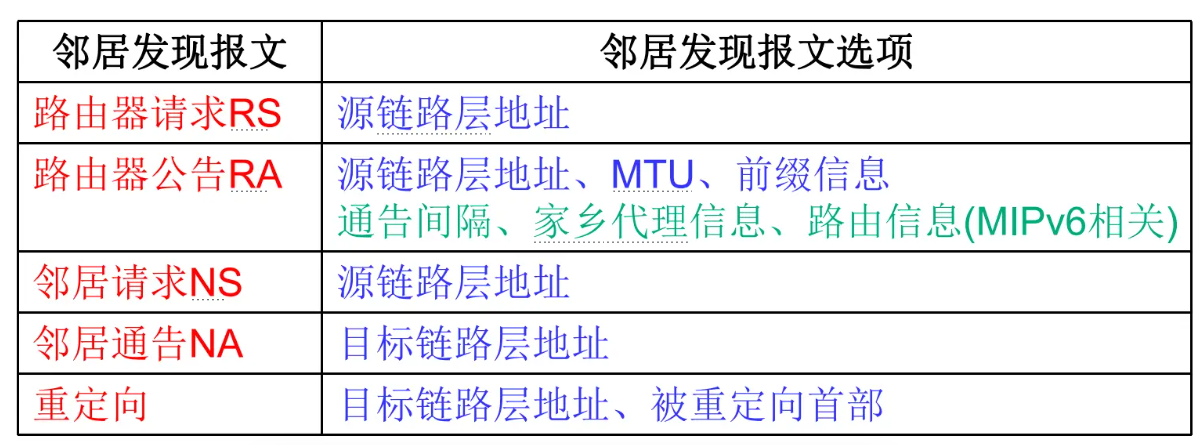 邻居发现报文 邻居发现报文选项
路由器请求RS 源链路层地址
路由器公告RA 源链路层地址、MTU、前缀信息
通告间隔、家乡代理信息、路由信息(MIPv6相关)
邻居请求NS 源链路层地址
邻居通告NA 目标链路层地址
重定向 目标链路层地址、被重定向首部